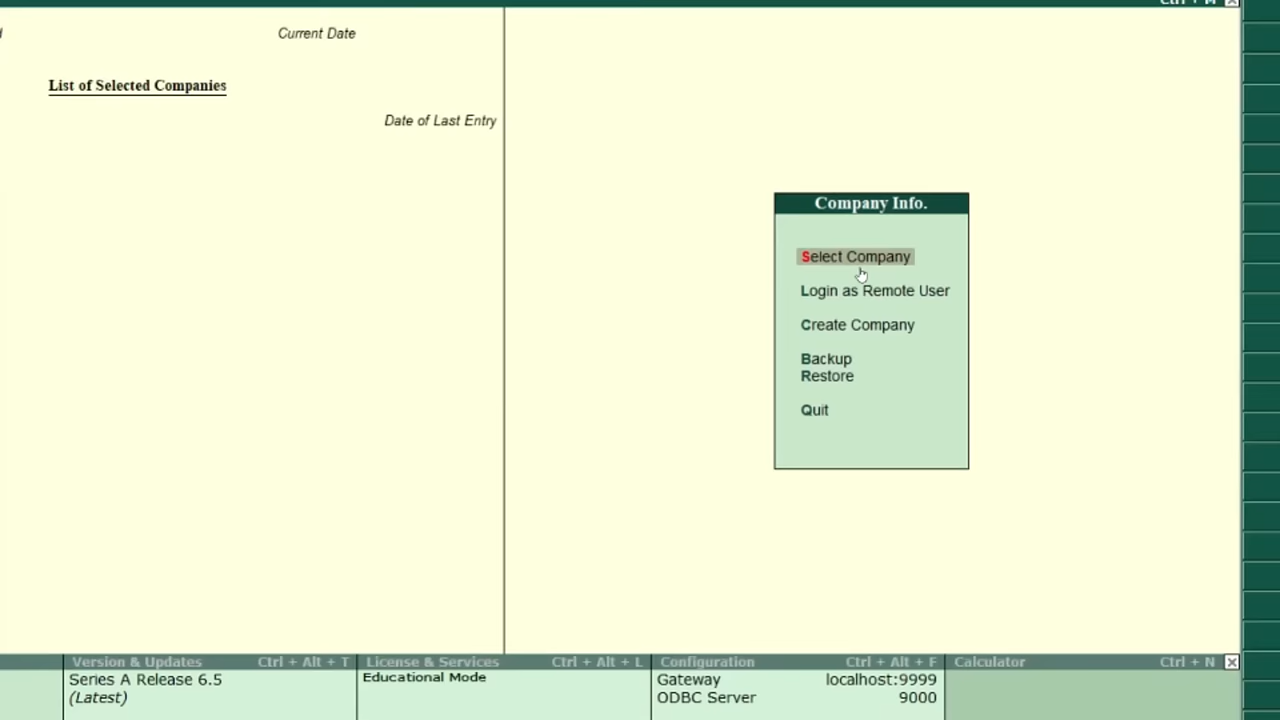 Ctrl + M
Current Date
List of Selected Companies
Date of Last Entry
Company Info.
Select Company
Login as Remote User
Create Company
Backup
Restore
Quit
Version & Updates Ctrl + Alt + T
License & Services Ctrl + Alt + L
Configuration Ctrl + Alt + F
Calculator Ctrl + N
Series A Release 6.5
(Latest)
Educational Mode
Gateway localhost:9999
ODBC Server 9000